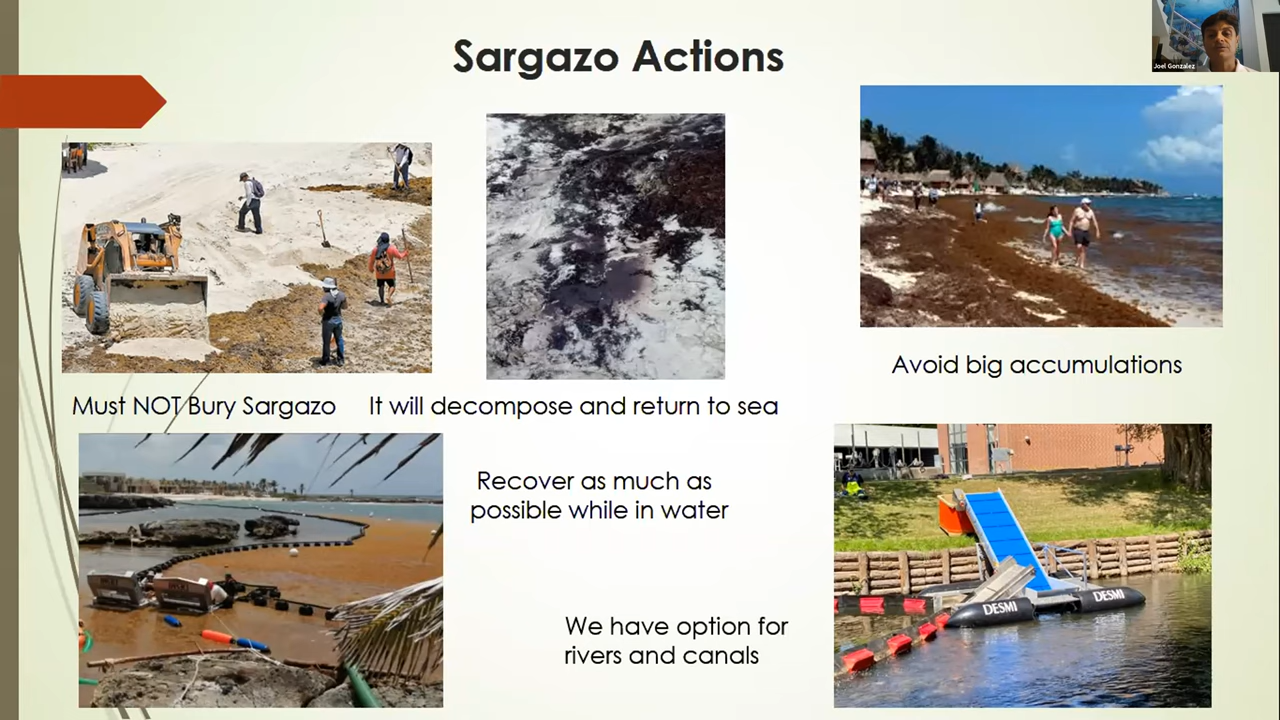 Sargazo Actions
Joel Gonzalez
Must NOT Bury Sargazo
It will decompose and return to sea
Avoid big accumulations
Recover as much as
possible while in water
We have option for
rivers and canals
DESMI
DESMI